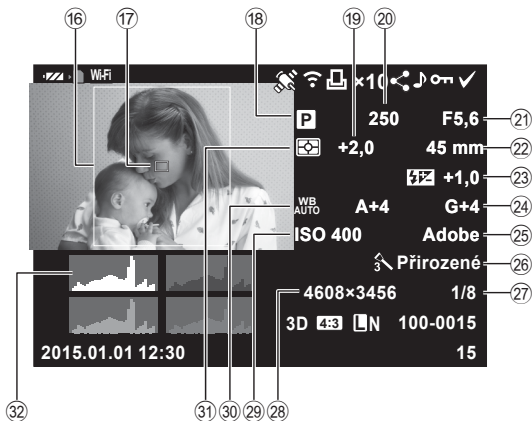 ⑯ ⑰ ⑱ ⑲ ⑳
Wi-Fi ×10
P 250 F5,6 ㉑
+2,0 45 mm ㉒
+1,0 ㉓
WB AUTO A+4 G+4 ㉔
ISO 400 Adobe ㉕
3 Přirozené ㉖
4608×3456 1/8 ㉗
3D 4:3 LN 100-0015
2015.01.01 12:30 15
㉜ ㉛ ㉚ ㉙ ㉘